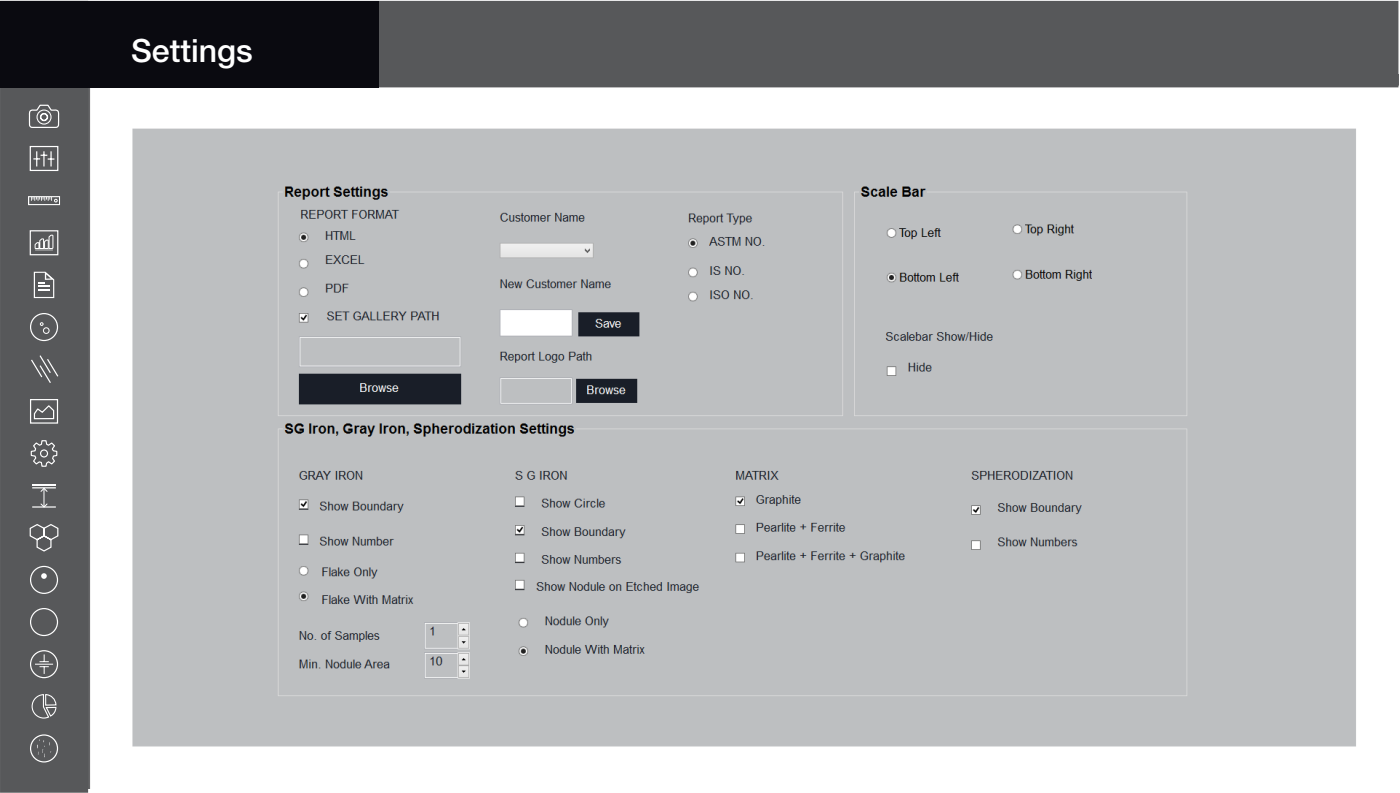 Settings
Report Settings
REPORT FORMAT
HTML
EXCEL
PDF
SET GALLERY PATH
Browse
Customer Name
New Customer Name
Save
Report Logo Path
Browse
Report Type
ASTM NO.
IS NO.
ISO NO.
Scale Bar
Top Left
Top Right
Bottom Left
Bottom Right
Scalebar Show/Hide
Hide
SG Iron, Gray Iron, Spherodization Settings
GRAY IRON
Show Boundary
Show Number
Flake Only
Flake With Matrix
No. of Samples 1
Min. Nodule Area 10
S G IRON
Show Circle
Show Boundary
Show Numbers
Show Nodule on Etched Image
Nodule Only
Nodule With Matrix
MATRIX
Graphite
Pearlite + Ferrite
Pearlite + Ferrite + Graphite
SPHERODIZATION
Show Boundary
Show Numbers